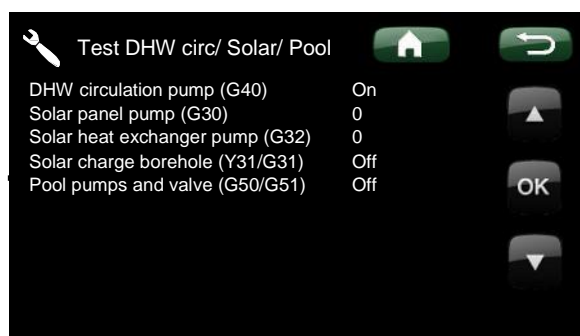 Test DHW circ/ Solar/ Pool
DHW circulation pump (G40) On
Solar panel pump (G30) 0
Solar heat exchanger pump (G32) 0
Solar charge borehole (Y31/G31) Off
Pool pumps and valve (G50/G51) Off
OK